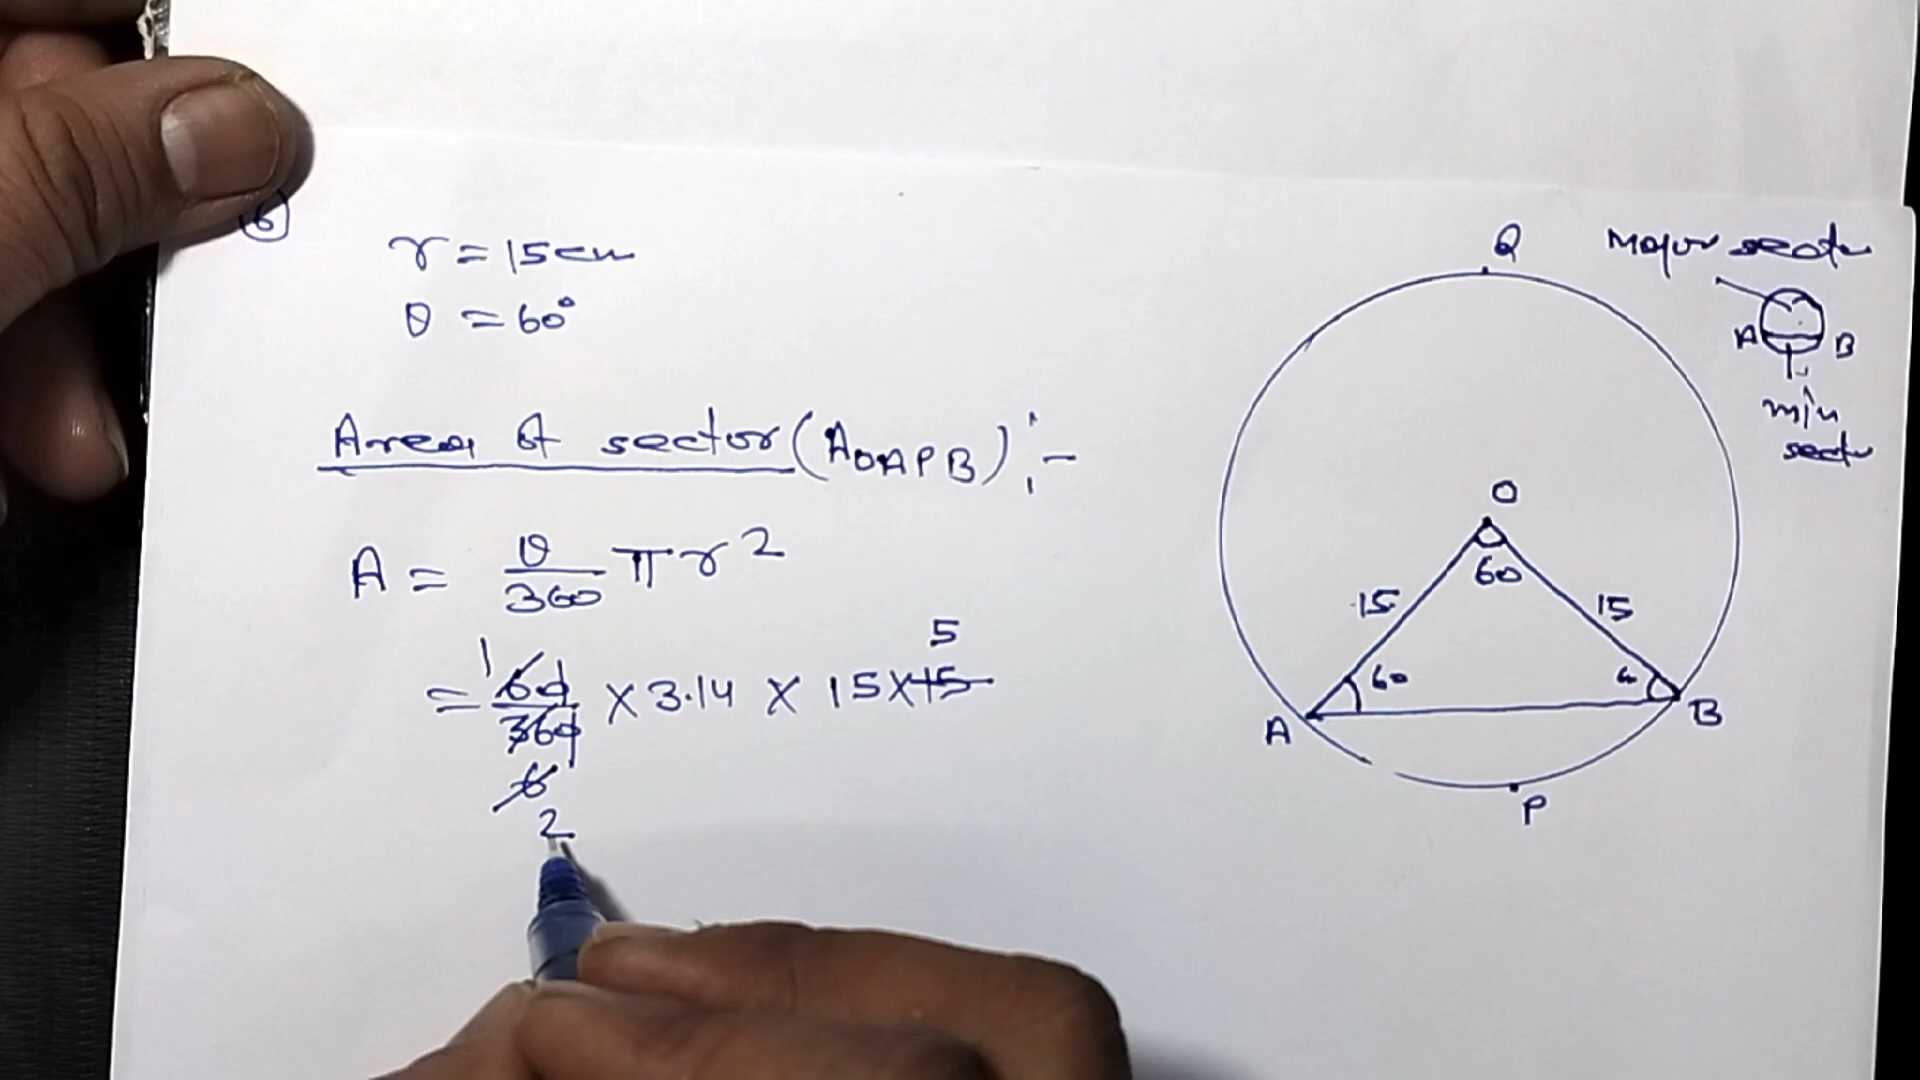 6
r = 15cm
θ = 60°
Area of sector (AOAPB) :-
A = θ/360 πr²
= 60/360 × 3.14 × 15×15
1
5
6
2
Q
Major sector
A B
min
sector
O
60
15 15
60
A B
P